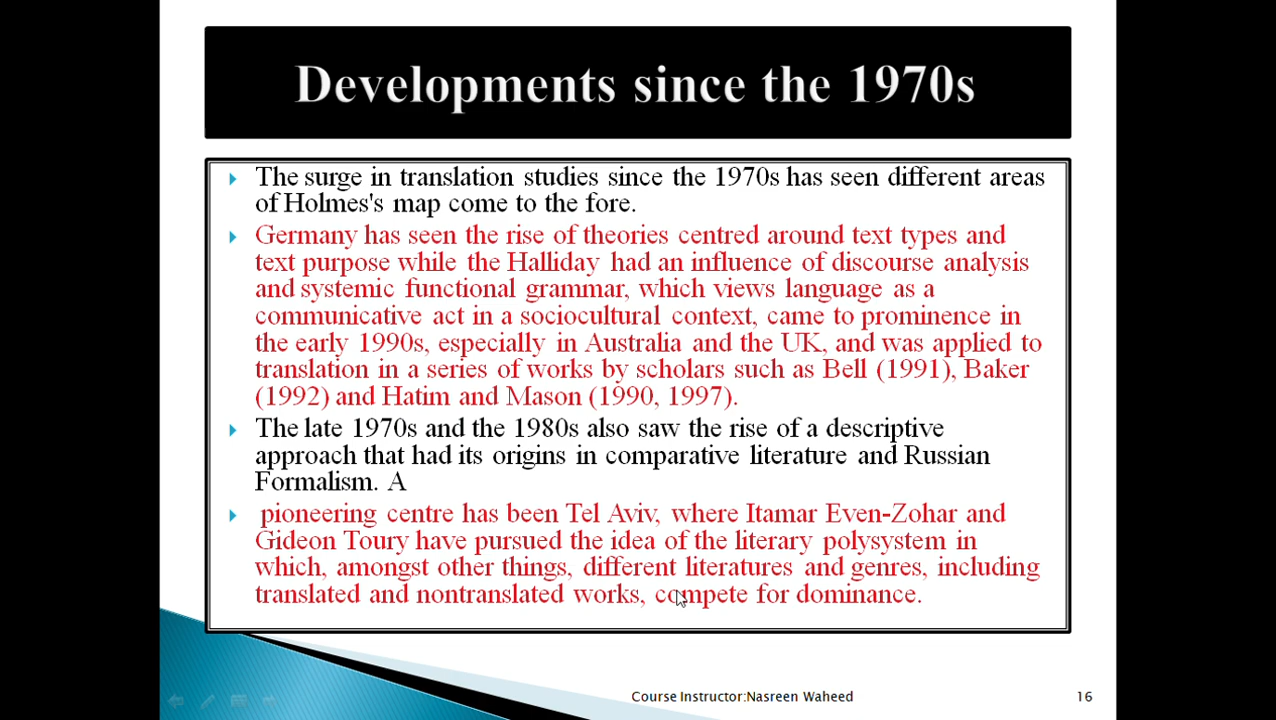 Developments since the 1970s
The surge in translation studies since the 1970s has seen different areas
of Holmes's map come to the fore.
Germany has seen the rise of theories centred around text types and
text purpose while the Halliday had an influence of discourse analysis
and systemic functional grammar, which views language as a
communicative act in a sociocultural context, came to prominence in
the early 1990s, especially in Australia and the UK, and was applied to
translation in a series of works by scholars such as Bell (1991), Baker
(1992) and Hatim and Mason (1990, 1997).
The late 1970s and the 1980s also saw the rise of a descriptive
approach that had its origins in comparative literature and Russian
Formalism. A
pioneering centre has been Tel Aviv, where Itamar Even-Zohar and
Gideon Toury have pursued the idea of the literary polysystem in
which, amongst other things, different literatures and genres, including
translated and nontranslated works, compete for dominance.
Course Instructor:Nasreen Waheed
16